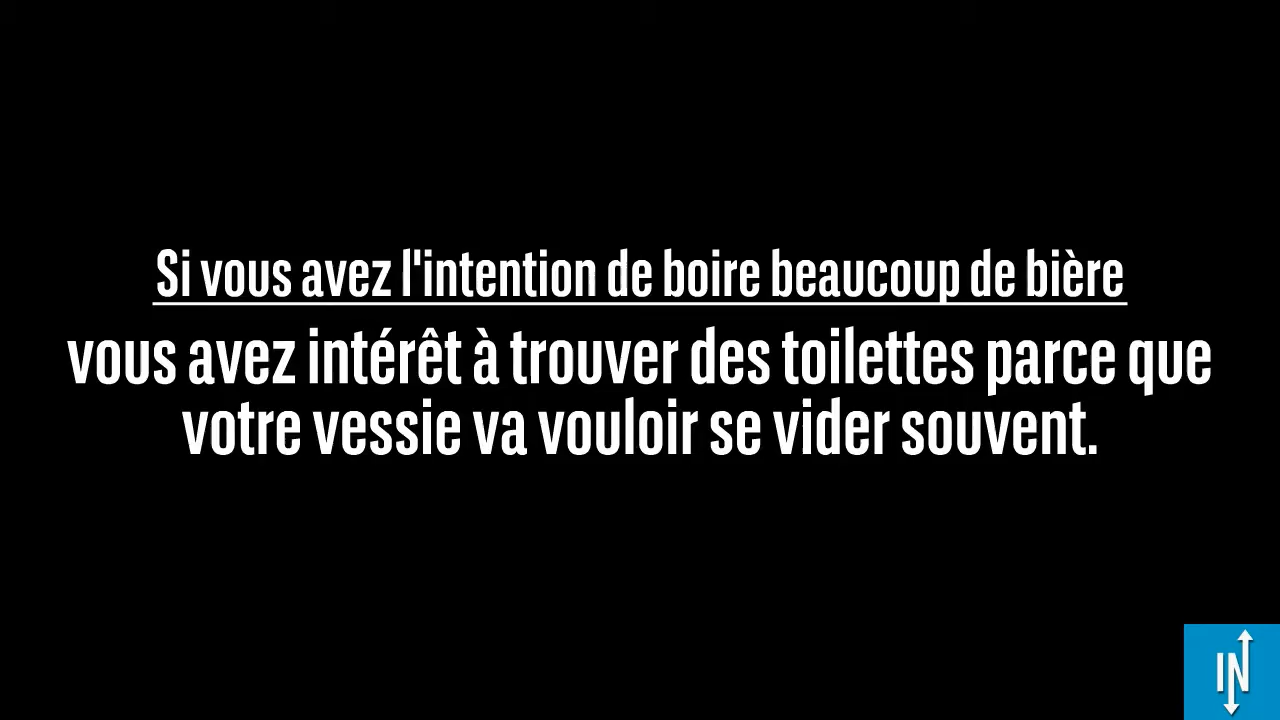 Si vous avez l'intention de boire beaucoup de bière
vous avez intérêt à trouver des toilettes parce que
votre vessie va vouloir se vider souvent.
IN